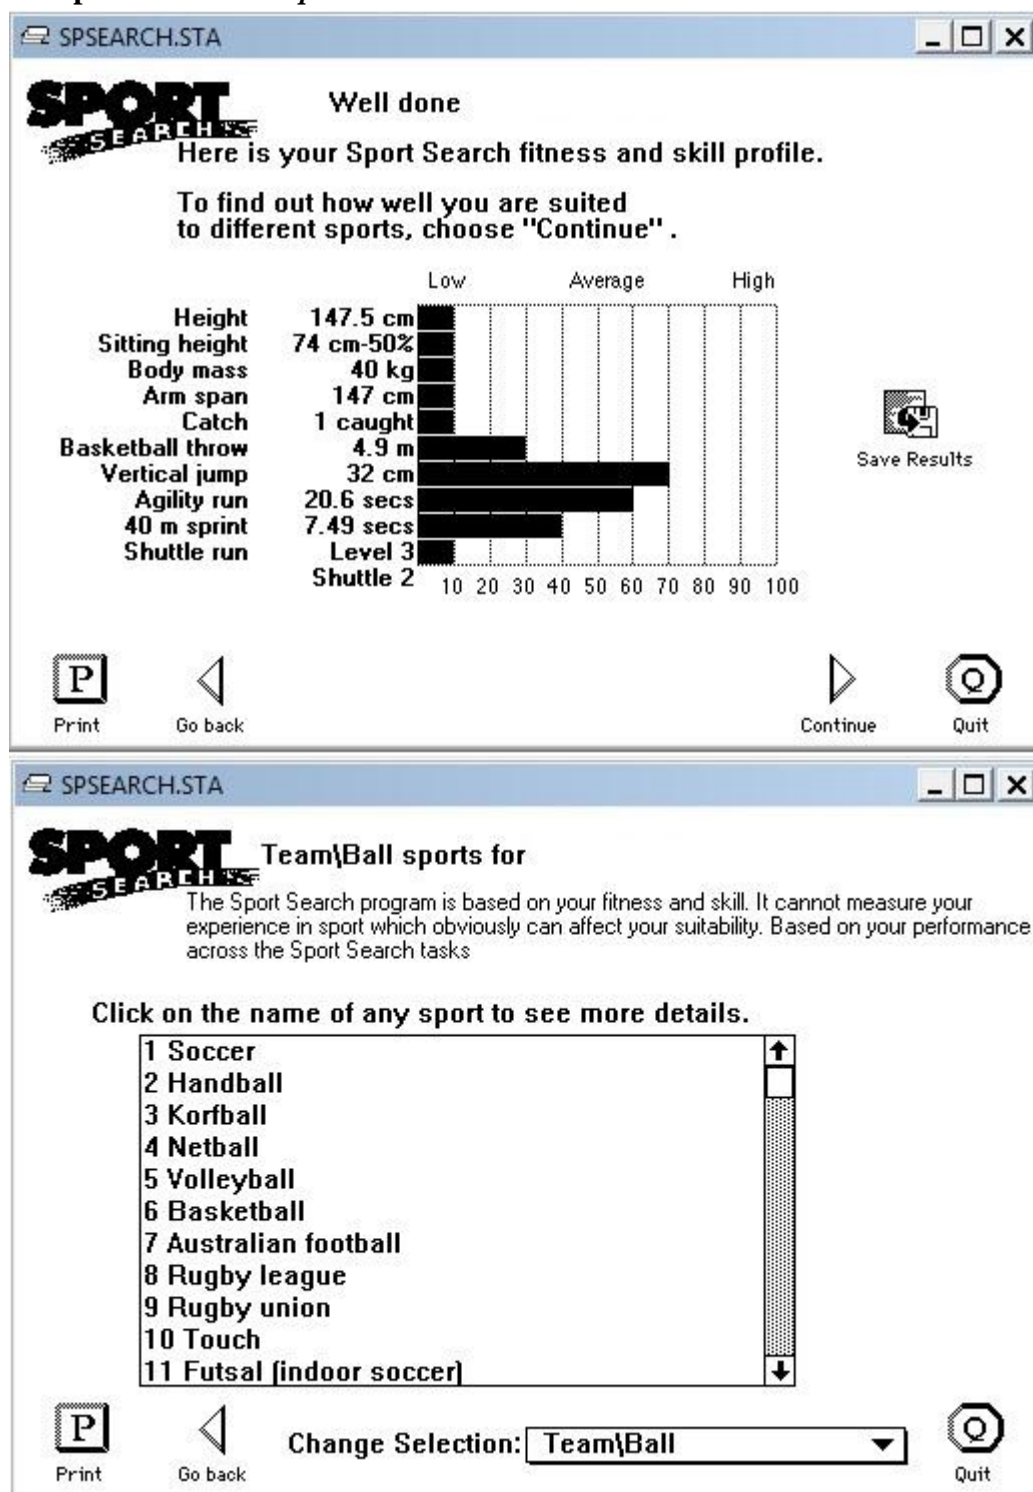 SPSEARCH.STA
SPORT
SEARCH
Well done
Here is your Sport Search fitness and skill profile.
To find out how well you are suited
to different sports, choose "Continue" .
Low Average High
Height 147.5 cm
Sitting height 74 cm-50%
Body mass 40 kg
Arm span 147 cm
Catch 1 caught
Basketball throw 4.9 m
Vertical jump 32 cm
Agility run 20.6 secs
40 m sprint 7.49 secs
Shuttle run Level 3
Shuttle 2
10 20 30 40 50 60 70 80 90 100
Save Results
P
Print
Go back
Continue
Q
Quit
SPSEARCH.STA
SPORT
SEARCH
Team\Ball sports for
The Sport Search program is based on your fitness and skill. It cannot measure your
experience in sport which obviously can affect your suitability. Based on your performance
across the Sport Search tasks
Click on the name of any sport to see more details.
1 Soccer
2 Handball
3 Korfball
4 Netball
5 Volleyball
6 Basketball
7 Australian football
8 Rugby league
9 Rugby union
10 Touch
11 Futsal (indoor soccer)
P
Print
Go back
Change Selection: Team\Ball
Q
Quit